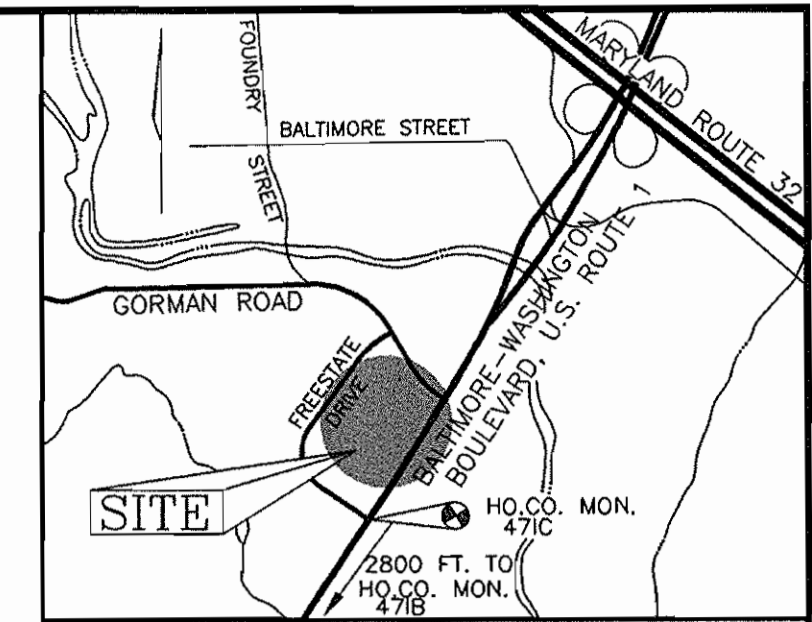 MARYLAND ROUTE 32
FOUNDRY
STREET
BALTIMORE STREET
GORMAN ROAD
BALTIMORE-WASHINGTON
BOULEVARD, U.S. ROUTE 1
FREESTATE
DRIVE
SITE
HO.CO. MON.
471C
2800 FT. TO
HO.CO. MON.
471B